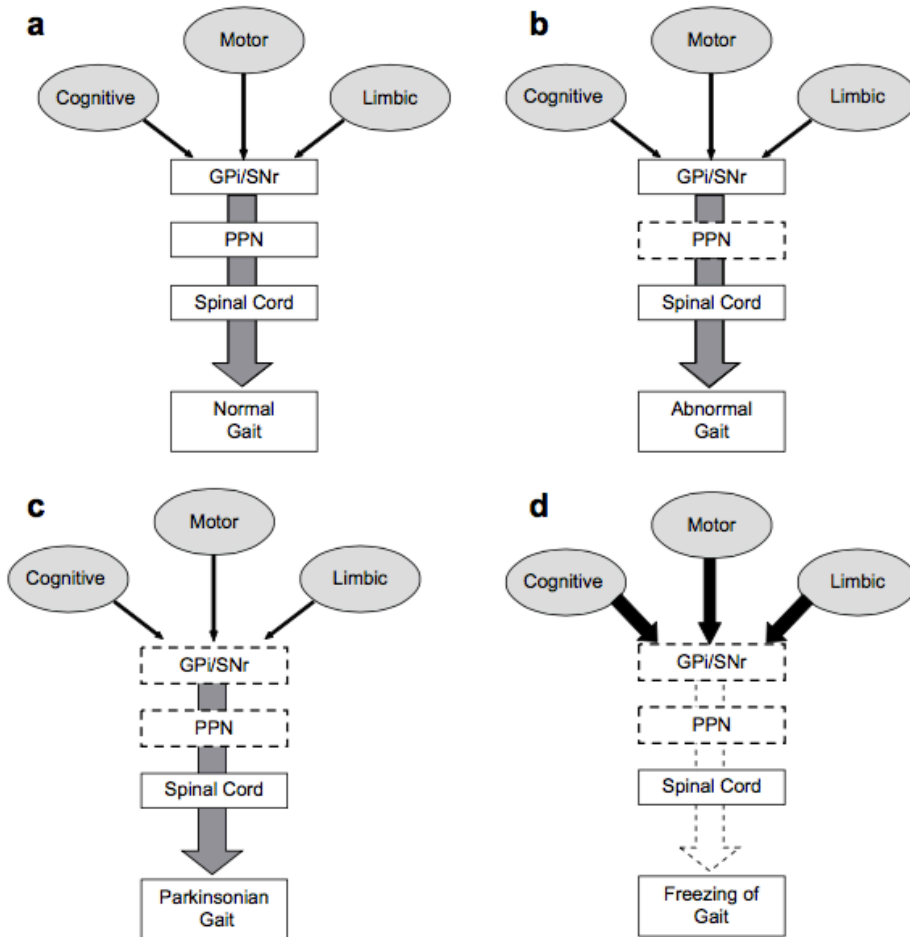 a
Motor
Cognitive
Limbic
GPi/SNr
PPN
Spinal Cord
Normal
Gait
b
Motor
Cognitive
Limbic
GPi/SNr
PPN
Spinal Cord
Abnormal
Gait
c
Motor
Cognitive
Limbic
GPi/SNr
PPN
Spinal Cord
Parkinsonian
Gait
d
Motor
Cognitive
Limbic
GPi/SNr
PPN
Spinal Cord
Freezing of
Gait